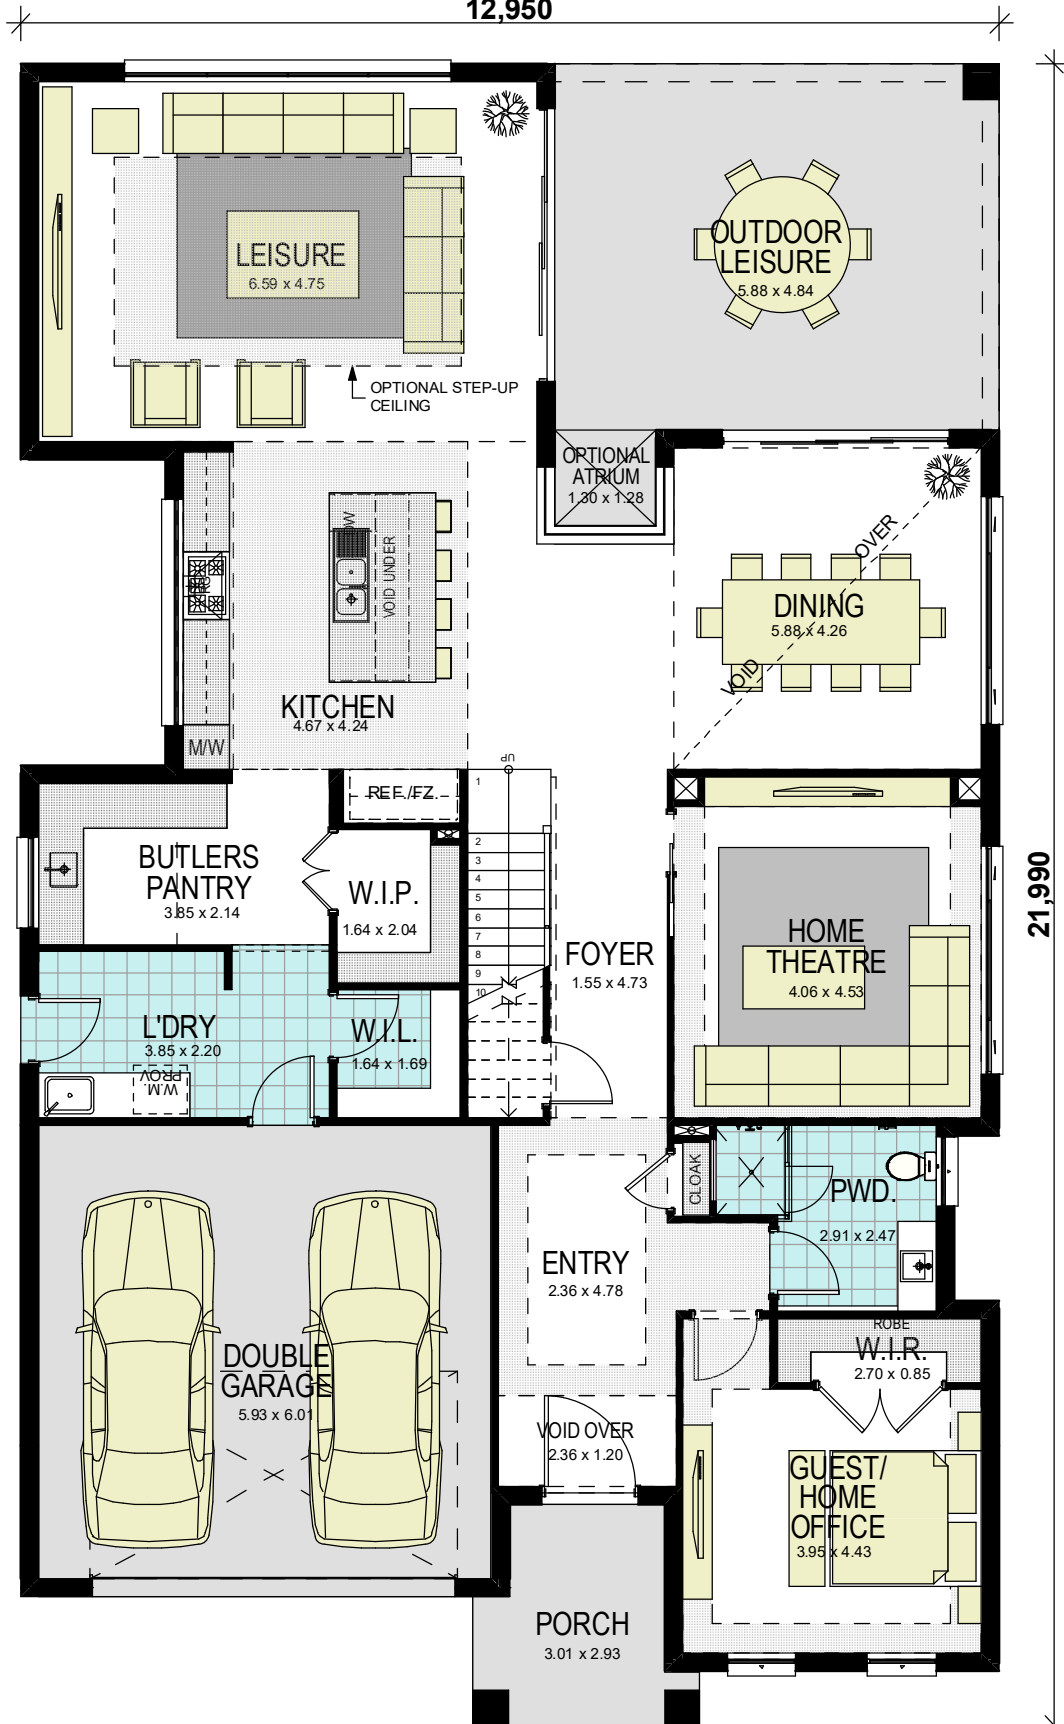 12,950
LEISURE
6.59 x 4.75
OUTDOOR
LEISURE
5.88 x 4.84
OPTIONAL STEP-UP
CEILING
OPTIONAL
ATRIUM
1.30 x 1.28
OVER
VOID
DINING
5.88 x 4.26
VOID UNDER
KITCHEN
4.67 x 4.24
M/W
UP
REF./FZ.
1
2
3
4
5
6
7
8
9
10
BUTLERS
PANTRY
3.85 x 2.14
W.I.P.
1.64 x 2.04
FOYER
1.55 x 4.73
HOME
THEATRE
4.06 x 4.53
21,990
L'DRY
3.85 x 2.20
W.M.
PROV.
W.I.L.
1.64 x 1.69
CLOAK
PWD.
2.91 x 2.47
ENTRY
2.36 x 4.78
ROBE
W.I.R.
2.70 x 0.85
DOUBLE
GARAGE
5.93 x 6.01
VOID OVER
2.36 x 1.20
GUEST/
HOME
OFFICE
3.95 x 4.43
PORCH
3.01 x 2.93